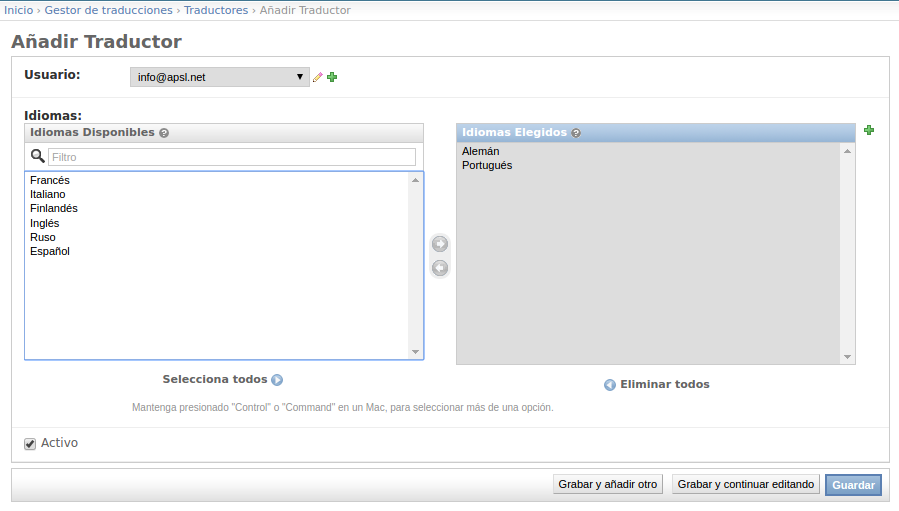 Inicio › Gestor de traducciones › Traductores › Añadir Traductor
Añadir Traductor
Usuario: info@apsl.net
Idiomas:
Idiomas Disponibles
Filtro
Francés
Italiano
Finlandés
Inglés
Ruso
Español
Selecciona todos
Idiomas Elegidos
Alemán
Portugués
Eliminar todos
Mantenga presionado "Control" o "Command" en un Mac, para seleccionar más de una opción.
Activo
Grabar y añadir otro
Grabar y continuar editando
Guardar